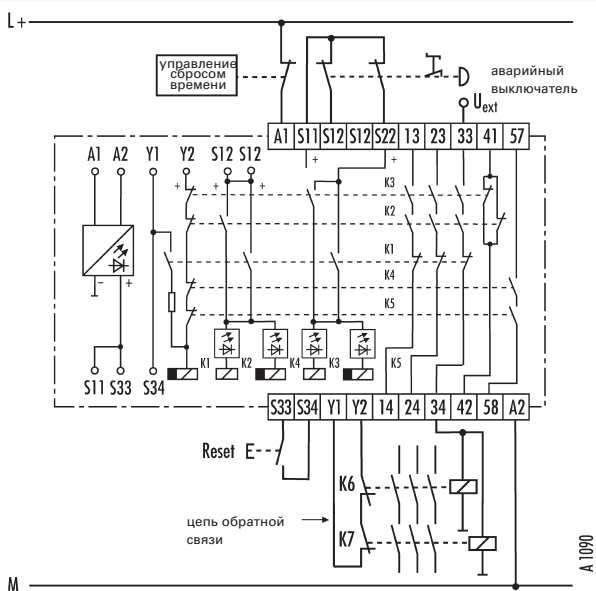 L+
управление
сбросом
времени
аварийный
выключатель
Uext
A1 S11 S12 S12 S22 13 23 33 41 57
A1 A2 Y1 Y2 S12 S12
+ + + + +
K3
K2
K1
K4
K5
− +
K1 K2 K4 K3 K5
S11 S33 S34
S33 S34 Y1 Y2 14 24 34 42 58 A2
Reset E
K6
цепь обратной
связи
K7
A 1090
M